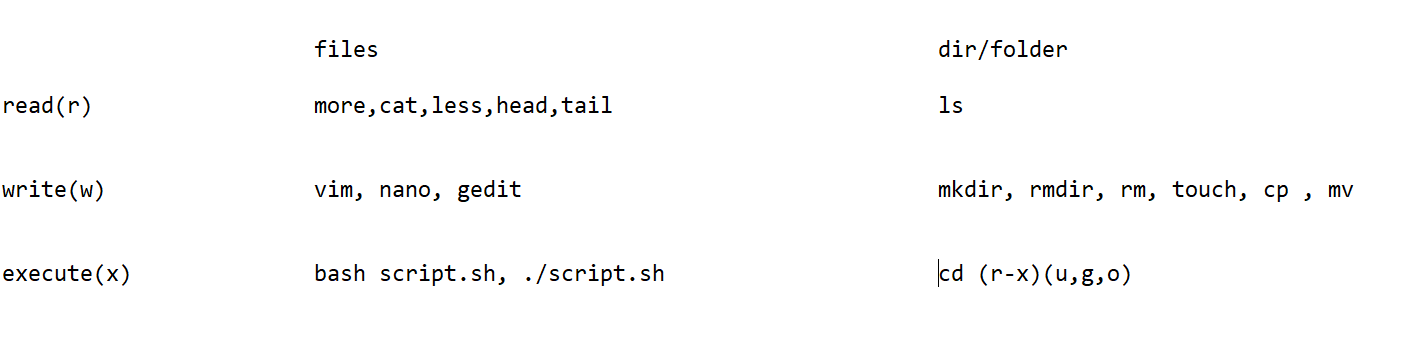 files dir/folder
read(r) more,cat,less,head,tail ls
write(w) vim, nano, gedit mkdir, rmdir, rm, touch, cp , mv
execute(x) bash script.sh, ./script.sh cd (r-x)(u,g,o)